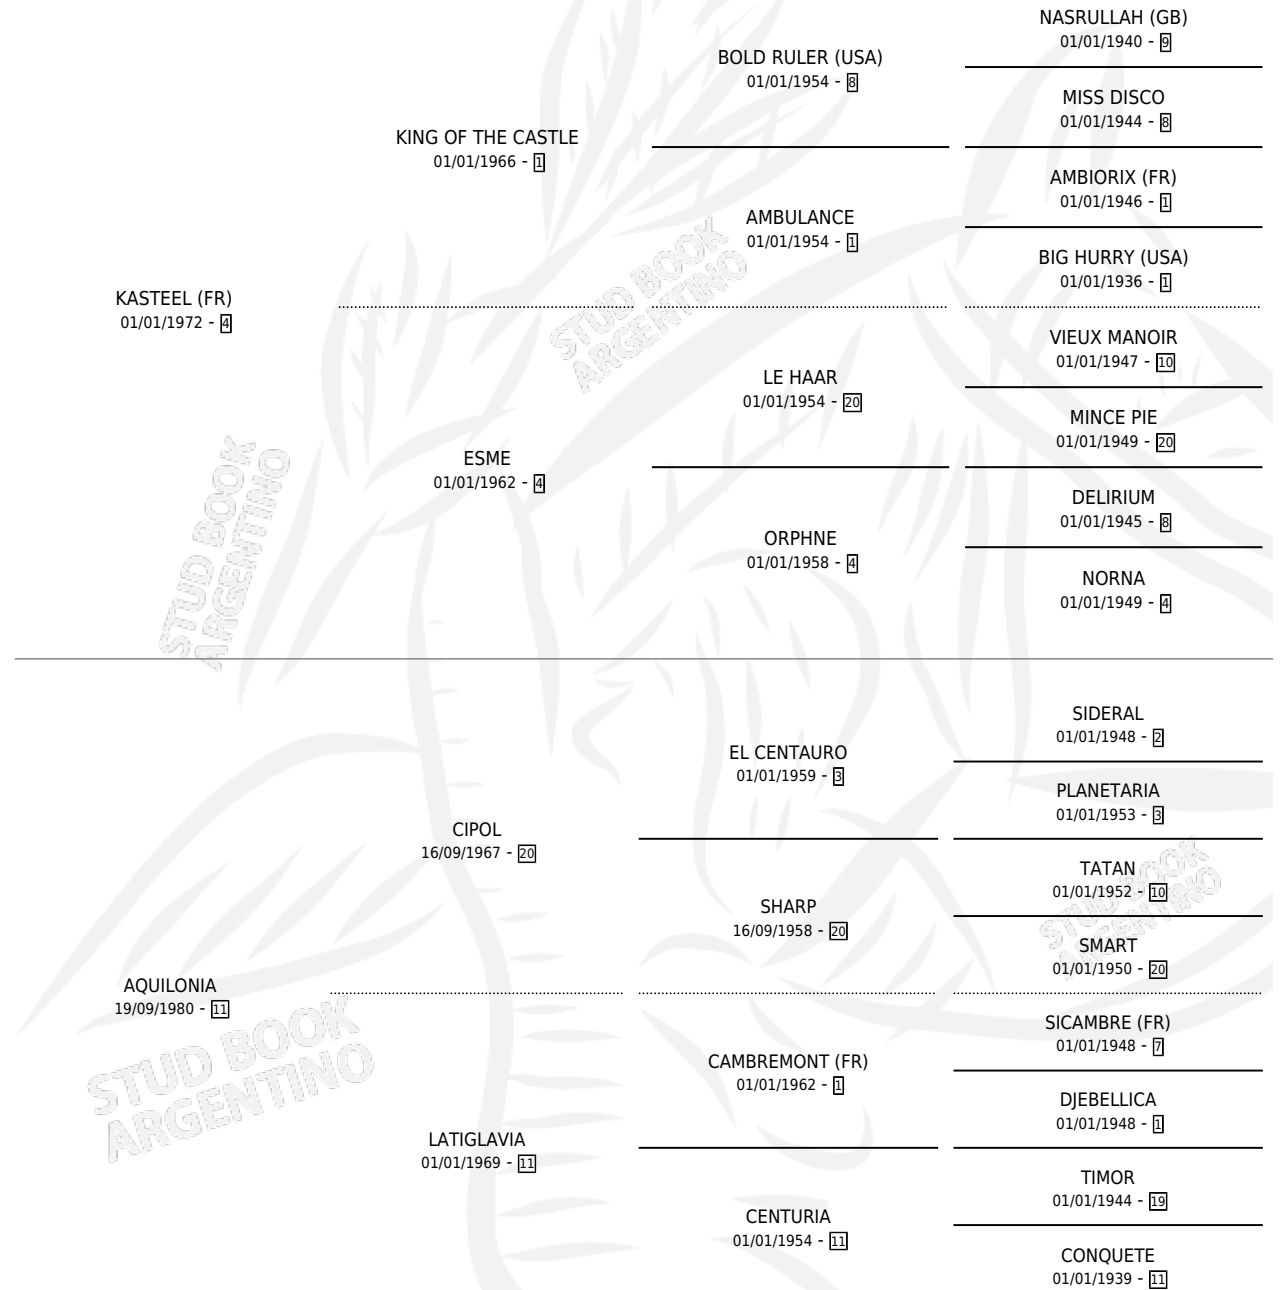 NASRULLAH (GB)
01/01/1940 - 9
BOLD RULER (USA)
01/01/1954 - 8
MISS DISCO
01/01/1944 - 8
KING OF THE CASTLE
01/01/1966 - 1
AMBIORIX (FR)
01/01/1946 - 1
AMBULANCE
01/01/1954 - 1
BIG HURRY (USA)
01/01/1936 - 1
KASTEEL (FR)
01/01/1972 - 4
STUD BOOK
ARGENTINO
VIEUX MANOIR
01/01/1947 - 10
LE HAAR
01/01/1954 - 20
MINCE PIE
01/01/1949 - 20
ESME
01/01/1962 - 4
STUD BOOK
ARGENTINO
DELIRIUM
01/01/1945 - 8
ORPHNE
01/01/1958 - 4
NORNA
01/01/1949 - 4
SIDERAL
01/01/1948 - 2
EL CENTAURO
01/01/1959 - 3
PLANETARIA
01/01/1953 - 3
CIPOL
16/09/1967 - 20
TATAN
01/01/1952 - 10
STUD BOOK
ARGENTINO
SHARP
16/09/1958 - 20
SMART
01/01/1950 - 20
AQUILONIA
19/09/1980 - 11
SICAMBRE (FR)
01/01/1948 - 7
STUD BOOK
ARGENTINO
CAMBREMONT (FR)
01/01/1962 - 1
DJEBELLICA
01/01/1948 - 1
LATIGLAVIA
01/01/1969 - 11
TIMOR
01/01/1944 - 19
CENTURIA
01/01/1954 - 11
CONQUETE
01/01/1939 - 11